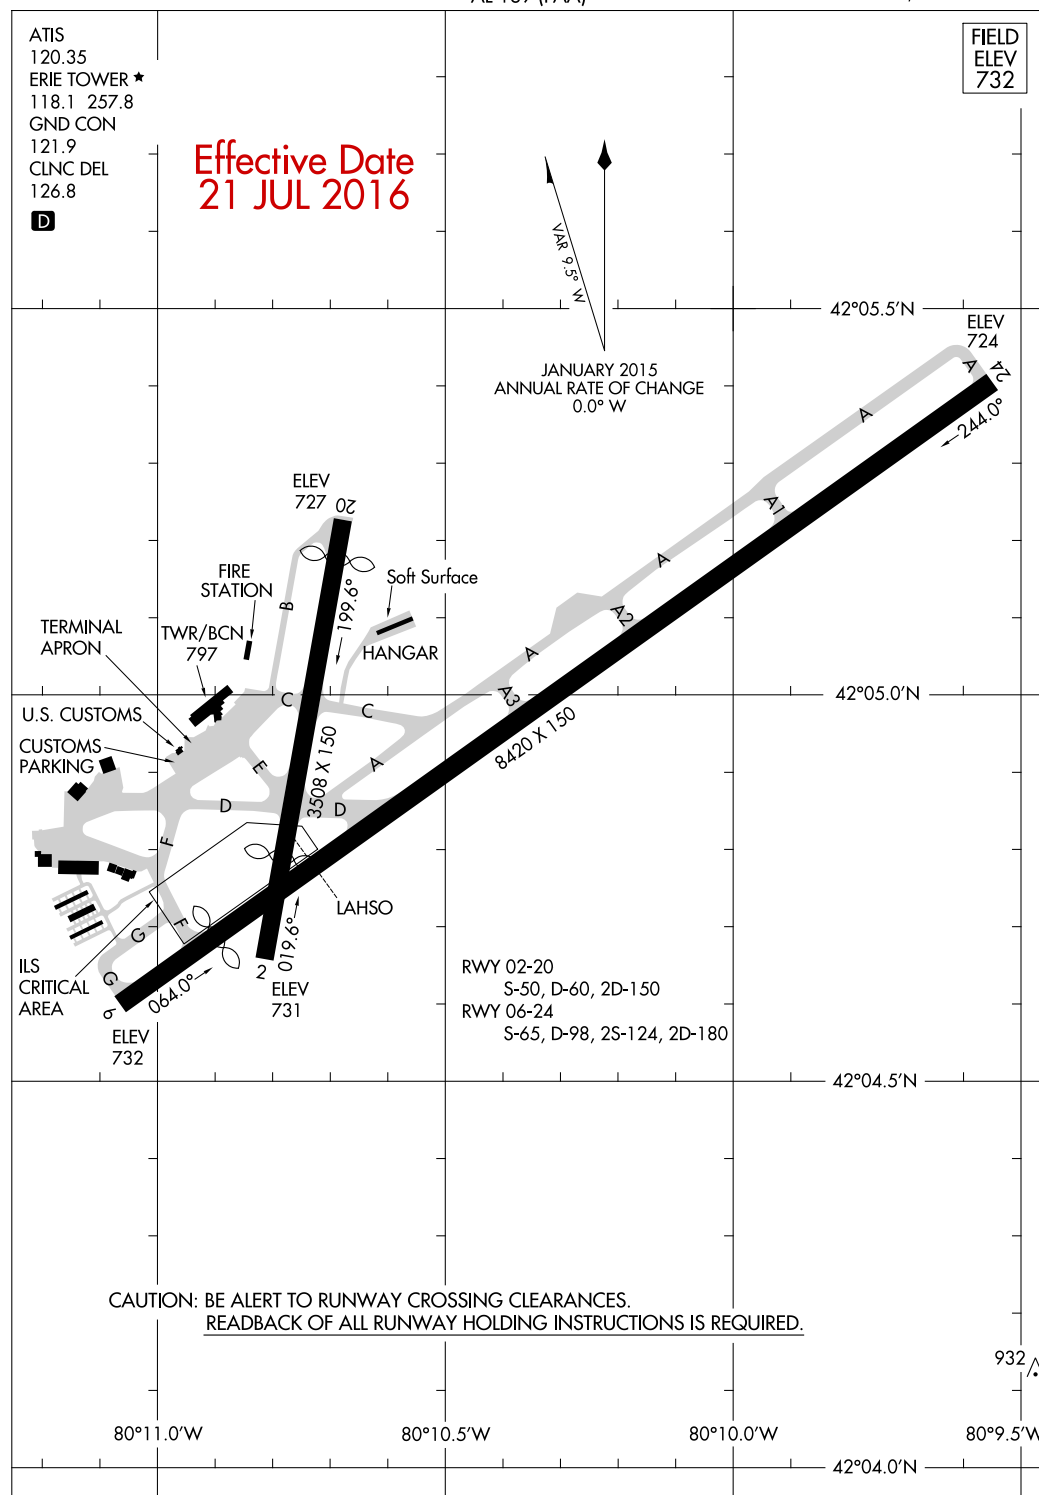 AL-139 (FAA)
ATIS
120.35
ERIE TOWER ★
118.1 257.8
GND CON
121.9
CLNC DEL
126.8
D
Effective Date
21 JUL 2016
FIELD
ELEV
732
VAR 9.5° W
JANUARY 2015
ANNUAL RATE OF CHANGE
0.0° W
42°05.5'N
ELEV
724
24
A
244.0°
A
A1
A
A2
A
A3
8420 X 150
ELEV
727
20
Soft Surface
HANGAR
FIRE
STATION
B
199.6°
TERMINAL
APRON
TWR/BCN
797
42°05.0'N
U.S. CUSTOMS
CUSTOMS
PARKING
C
C
E
A
3508 X 150
D
D
F
LAHSO
F
G
G
ILS
CRITICAL
AREA
6
064.0°
2
019.6°
ELEV
731
ELEV
732
RWY 02-20
S-50, D-60, 2D-150
RWY 06-24
S-65, D-98, 2S-124, 2D-180
42°04.5'N
CAUTION: BE ALERT TO RUNWAY CROSSING CLEARANCES.
READBACK OF ALL RUNWAY HOLDING INSTRUCTIONS IS REQUIRED.
932
80°11.0'W
80°10.5'W
80°10.0'W
80°9.5'W
42°04.0'N